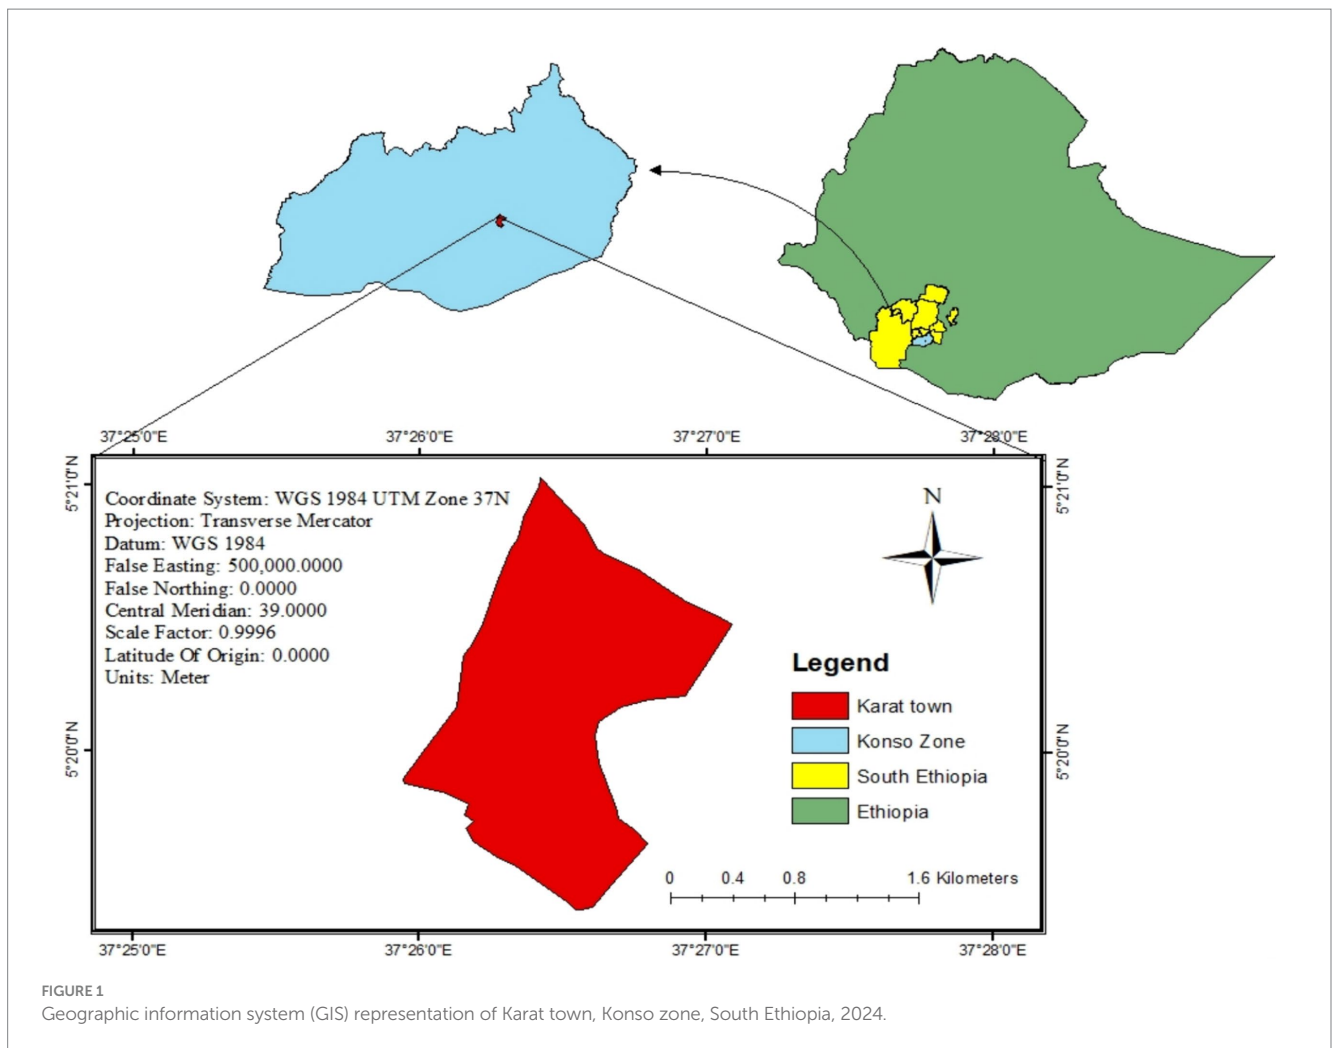 37°25'0"E 37°26'0"E 37°27'0"E 37°28'0"E
5°21'0"N
5°21'0"N
Coordinate System: WGS 1984 UTM Zone 37N
Projection: Transverse Mercator
Datum: WGS 1984
False Easting: 500,000.0000
False Northing: 0.0000
Central Meridian: 39.0000
Scale Factor: 0.9996
Latitude Of Origin: 0.0000
Units: Meter
N
Legend
Karat town
Konso Zone
South Ethiopia
Ethiopia
5°20'0"N
5°20'0"N
0 0.4 0.8 1.6 Kilometers
37°25'0"E 37°26'0"E 37°27'0"E 37°28'0"E
FIGURE 1
Geographic information system (GIS) representation of Karat town, Konso zone, South Ethiopia, 2024.